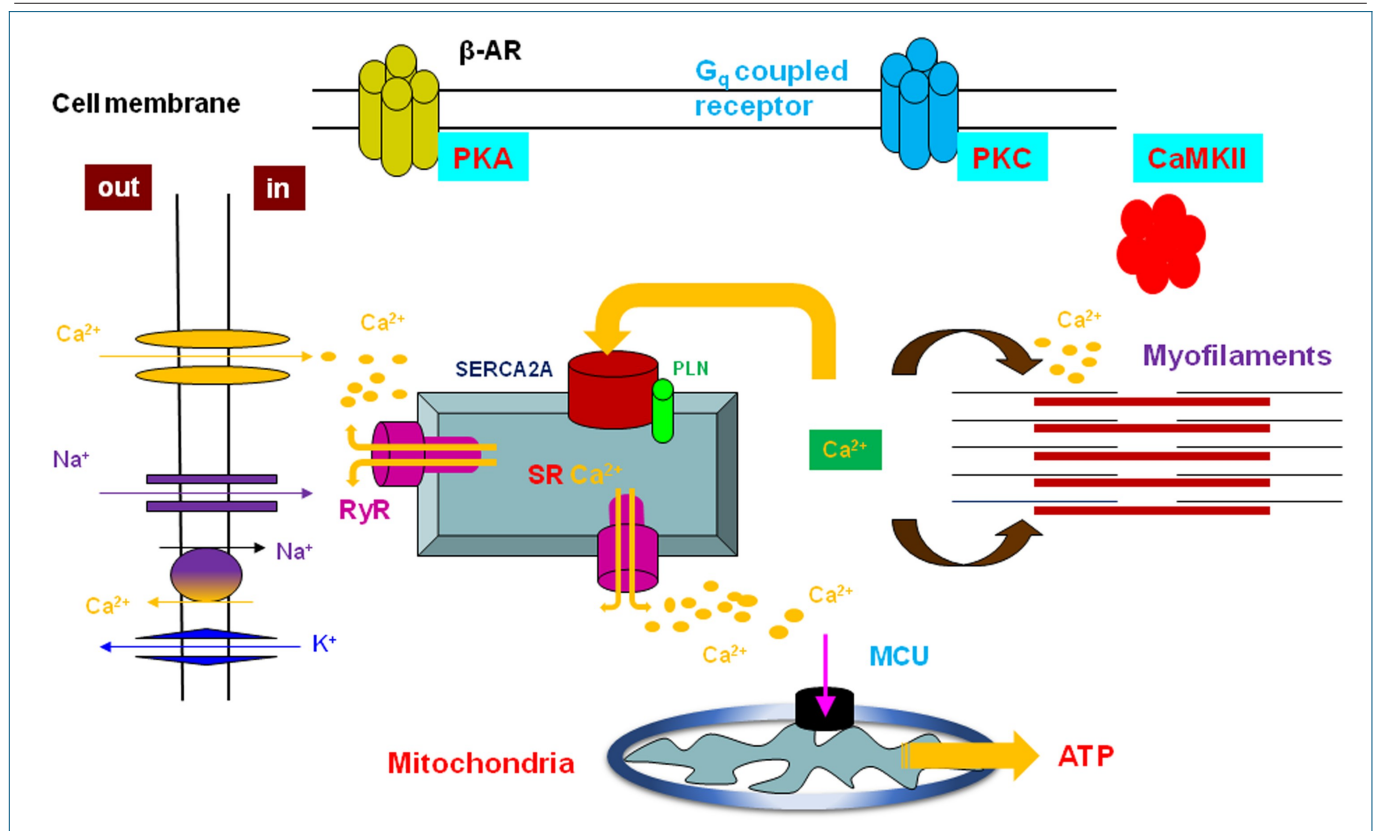 β-AR
Gq coupled
receptor
Cell membrane
PKA
PKC
CaMKII
out
in
Ca²⁺
Ca²⁺
Ca²⁺
SERCA2A
PLN
Myofilaments
Na⁺
Ca²⁺
SR Ca²⁺
RyR
Na⁺
Ca²⁺
Ca²⁺
K⁺
Ca²⁺
MCU
Mitochondria
ATP